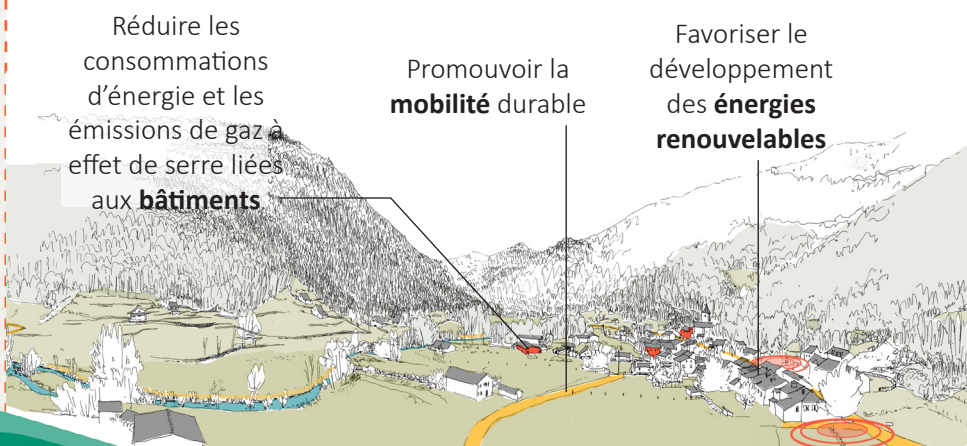 Réduire les
consommations
d’énergie et les
émissions de gaz à
effet de serre liées
aux bâtiments
Promouvoir la
mobilité durable
Favoriser le
développement
des énergies
renouvelables